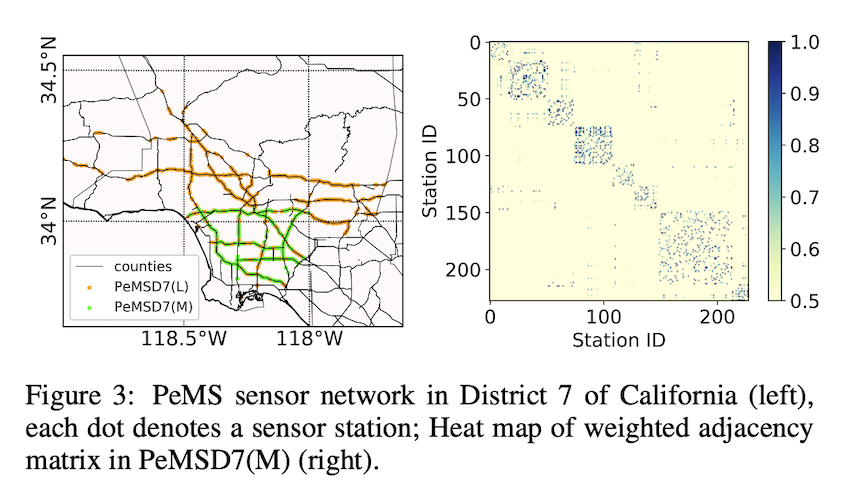 34.5°N
34°N
counties
PeMSD7(L)
PeMSD7(M)
118.5°W
118°W
Station ID
0
50
100
150
200
0
100
200
Station ID
1.0
0.9
0.8
0.7
0.6
0.5
Figure 3: PeMS sensor network in District 7 of California (left),
each dot denotes a sensor station; Heat map of weighted adjacency
matrix in PeMSD7(M) (right).